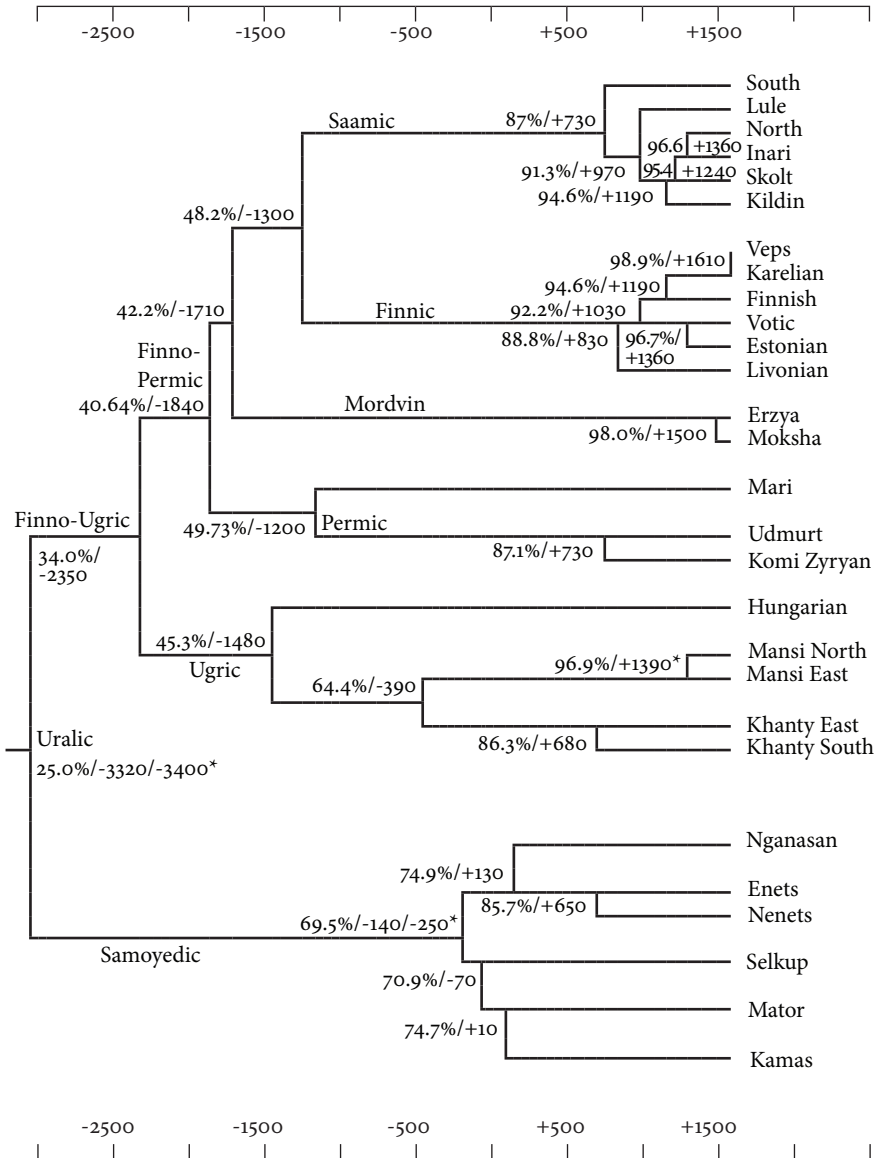 -2500 -1500 -500 +500 +1500
South
Saamic 87%/+730 Lule
North
96.6 +1360
Inari
91.3%/+970 95.4 +1240
Skolt
94.6%/+1190 Kildin
48.2%/-1300
Veps
98.9%/+1610
Karelian
94.6%/+1190
Finnish
42.2%/-1710 Finnic 92.2%/+1030 Votic
88.8%/+830 96.7%/
+1360
Estonian
Finno-
Permic
Livonian
40.64%/-1840 Mordvin Erzya
98.0%/+1500 Moksha
Mari
Finno-Ugric 49.73%/-1200 Permic Udmurt
34.0%/
-2350
87.1%/+730 Komi Zyryan
Hungarian
45.3%/-1480
Ugric
Mansi North
96.9%/+1390*
Mansi East
64.4%/-390
Khanty East
Uralic 86.3%/+680 Khanty South
25.0%/-3320/-3400*
Nganasan
74.9%/+130
Enets
85.7%/+650 Nenets
69.5%/-140/-250*
Samoyedic Selkup
70.9%/-70
Mator
74.7%/+10
Kamas
-2500 -1500 -500 +500 +1500